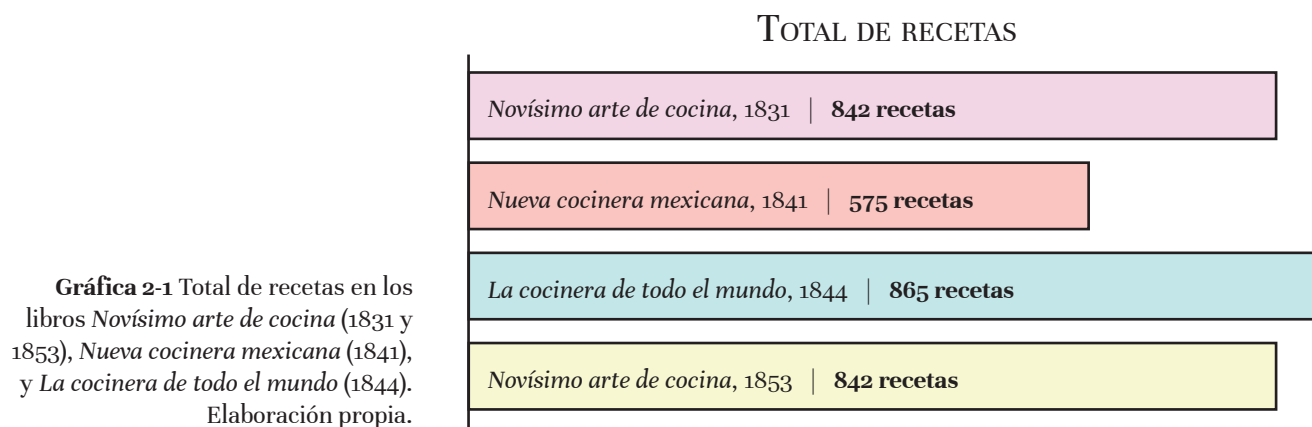 Total de recetas
Novísimo arte de cocina, 1831 | 842 recetas
Nueva cocinera mexicana, 1841 | 575 recetas
La cocinera de todo el mundo, 1844 | 865 recetas
Novísimo arte de cocina, 1853 | 842 recetas
Gráfica 2-1 Total de recetas en los
libros Novísimo arte de cocina (1831 y
1853), Nueva cocinera mexicana (1841),
y La cocinera de todo el mundo (1844).
Elaboración propia.